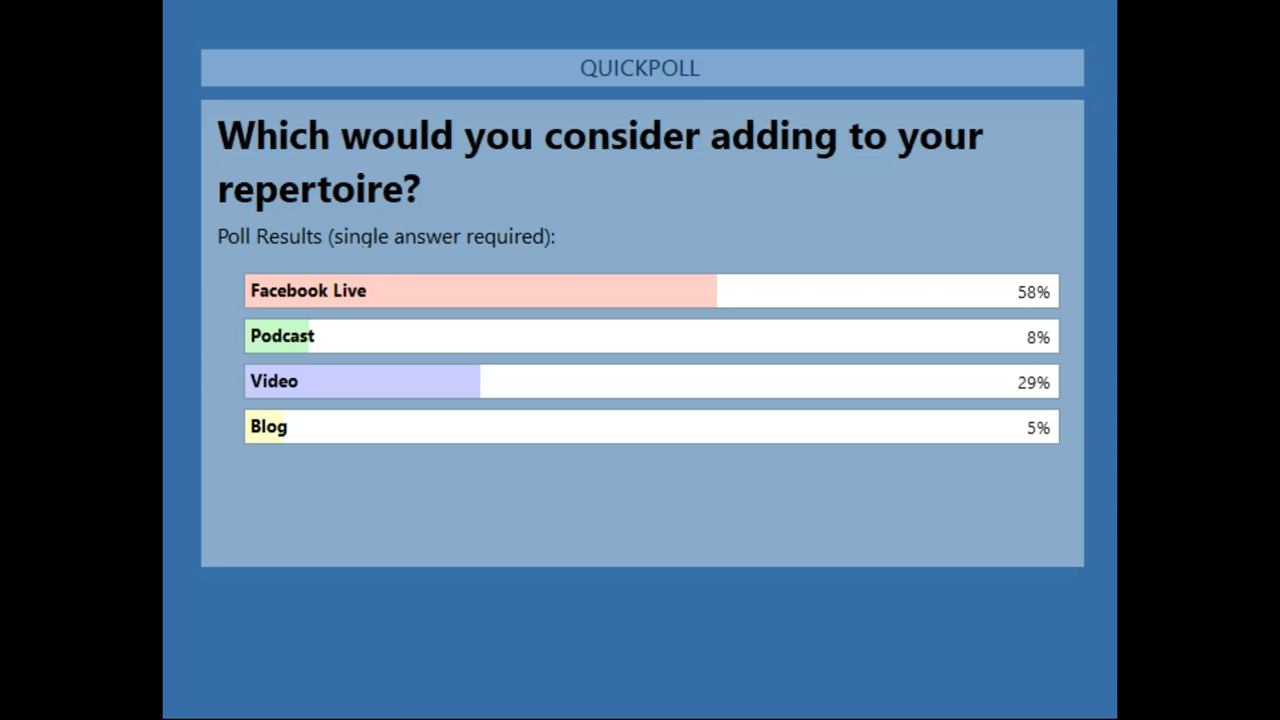 QUICKPOLL
Which would you consider adding to your
repertoire?
Poll Results (single answer required):
Facebook Live 58%
Podcast 8%
Video 29%
Blog 5%